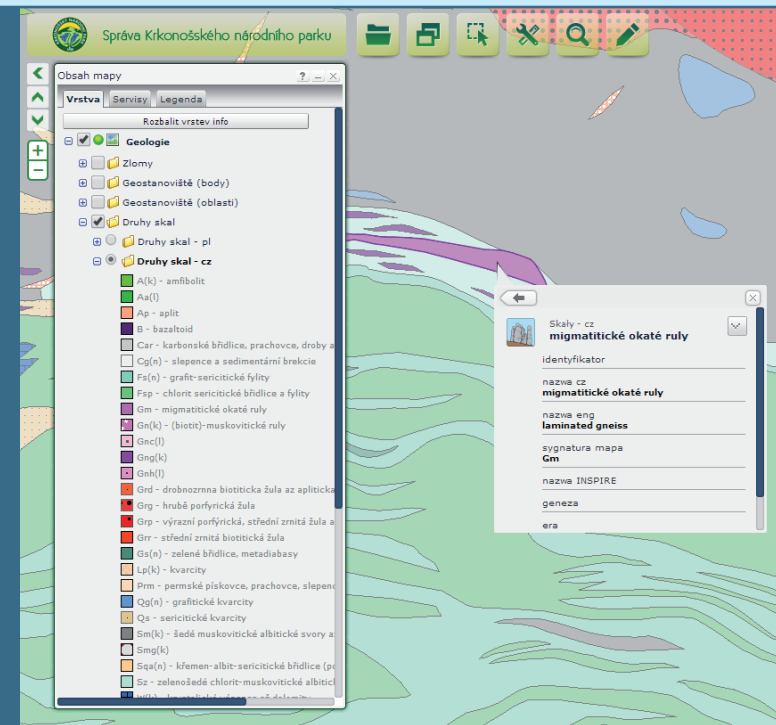 Správa Krkonošského národního parku
Obsah mapy
Vrstva Servisy Legenda
Rozbalit vrstev info
Geologie
Zlomy
Geostanoviště (body)
Geostanoviště (oblasti)
Druhy skal
Druhy skal - pl
Druhy skal - cz
A(k) - amfibolit
Aa(l)
Ap - aplit
B - bazaltoid
Car - karbonské břidlice, prachovce, droby a
Cg(n) - slepence a sedimentární brekcie
Fs(n) - grafit-sericitické fylity
Fsp - chlorit sericitické břidlice a fylity
Gm - migmatitické okaté ruly
Gn(k) - (biotit)-muskovitické ruly
Gnc(l)
Gng(k)
Gnh(l)
Grd - drobnozrnna biotiticka žula az aplitická
Grg - hrubě porfyrická žula
Grp - výrazní porfýrická, střední zrnitá žula a
Grr - střední zrnitá biotitická žula
Gs(n) - zelené břidlice, metadiabasy
Lp(k) - kvarcity
Prm - permské pískovce, prachovce, slepenc
Qg(n) - grafitické kvarcity
Qs - sericitické kvarcity
Sm(k) - šedé muskovitické albitické svory a
Smg(k)
Sqa(n) - křemen-albit-sericitické břidlice (po
Sz - zelenošedé chlorit-muskovitické albitick
Skały - cz
migmatitické okaté ruly
identyfikator
nazwa cz
migmatitické okaté ruly
nazwa eng
laminated gneiss
sygnatura mapa
Gm
nazwa INSPIRE
geneza
era